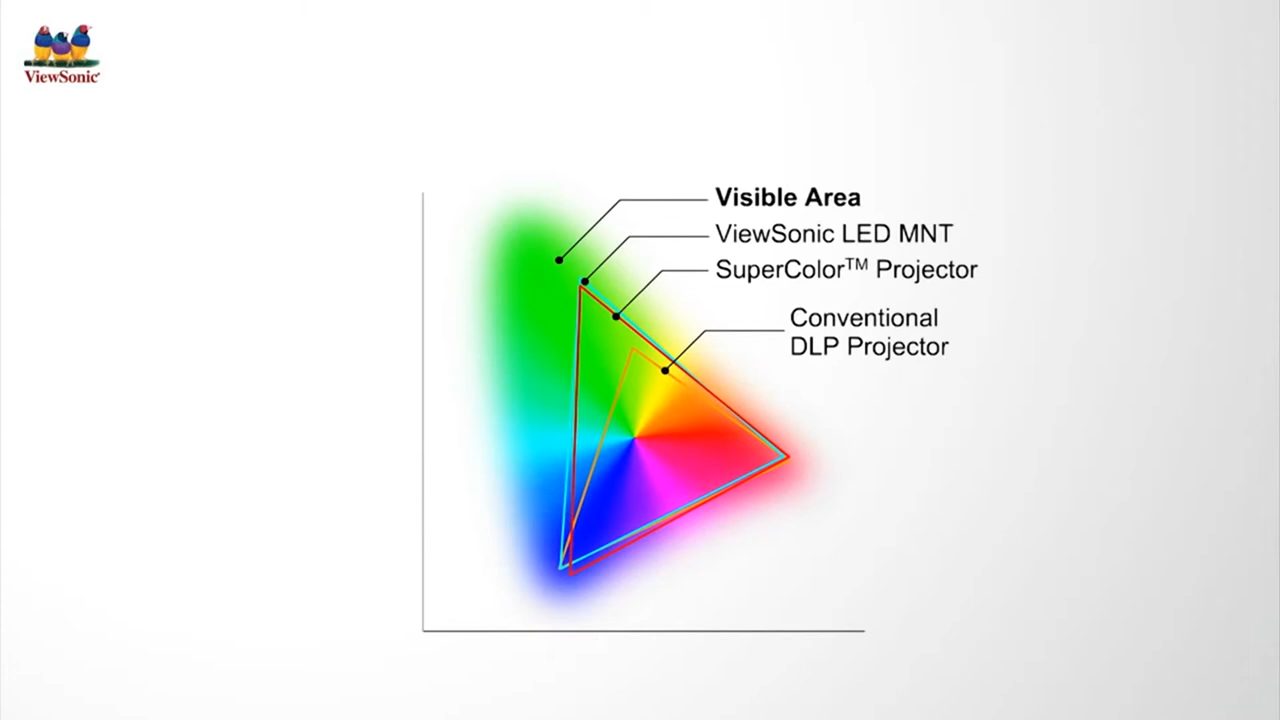 ViewSonic
Visible Area
ViewSonic LED MNT
SuperColor™ Projector
Conventional
DLP Projector